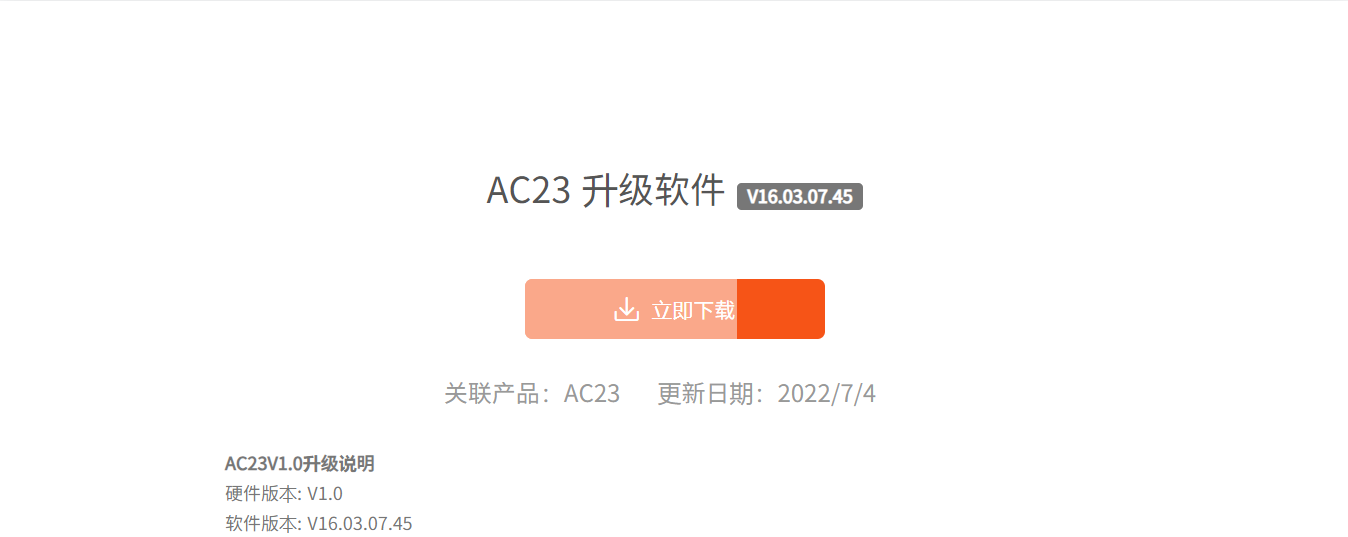 AC23 升级软件 V16.03.07.45
立即下载
关联产品：AC23 更新日期：2022/7/4
AC23V1.0升级说明
硬件版本: V1.0
软件版本: V16.03.07.45